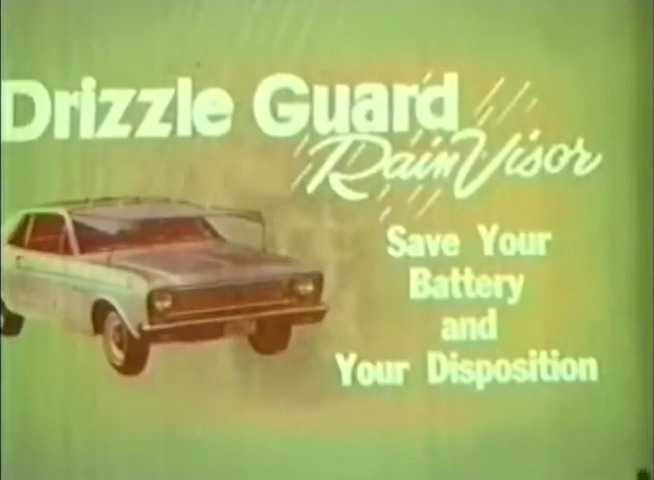 Drizzle Guard
Rain Visor
Save Your
Battery
and
Your Disposition